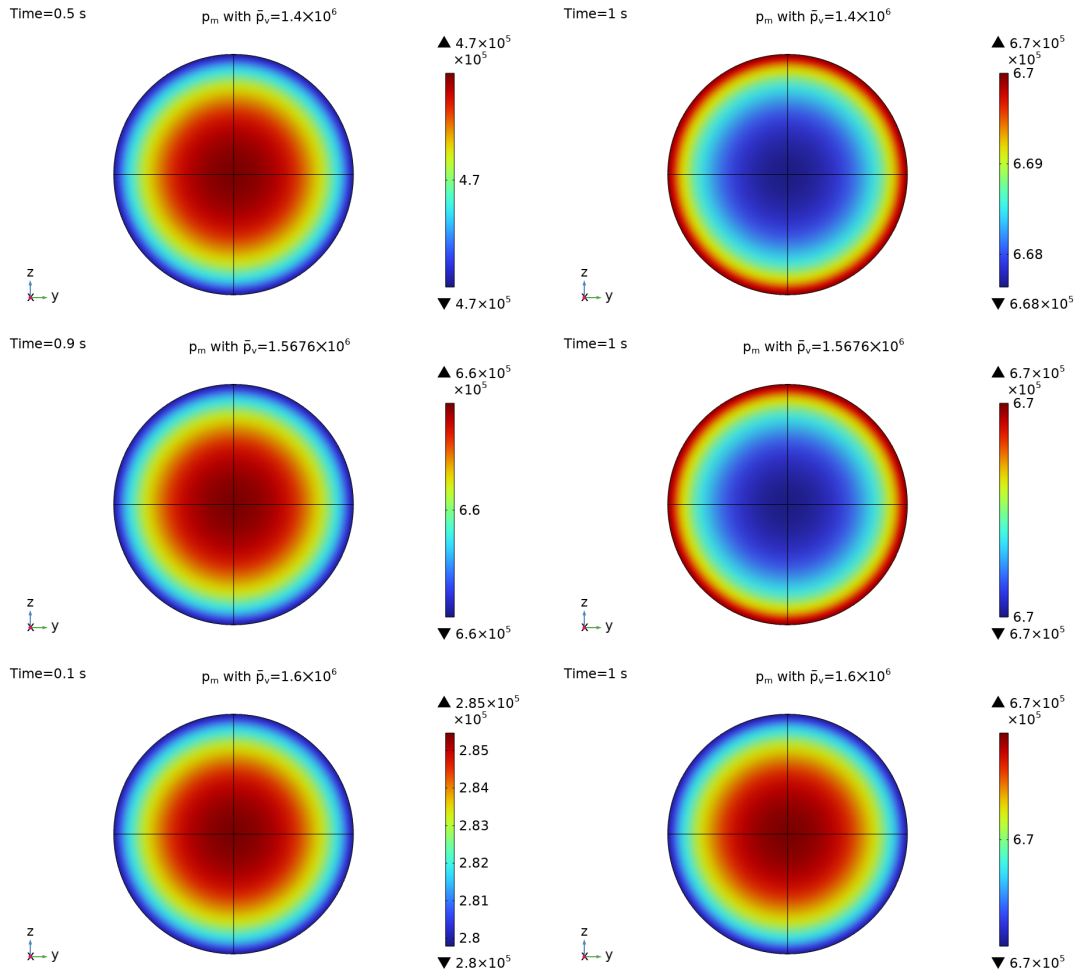 Time=0.5 s
pₘ with p̄ᵥ=1.4×10⁶
▲ 4.7×10⁵
×10⁵
4.7
▼ 4.7×10⁵
z
x y
Time=1 s
pₘ with p̄ᵥ=1.4×10⁶
▲ 6.7×10⁵
×10⁵
6.7
6.69
6.68
▼ 6.68×10⁵
z
x y
Time=0.9 s
pₘ with p̄ᵥ=1.5676×10⁶
▲ 6.6×10⁵
×10⁵
6.6
▼ 6.6×10⁵
z
x y
Time=1 s
pₘ with p̄ᵥ=1.5676×10⁶
▲ 6.7×10⁵
×10⁵
6.7
6.7
▼ 6.7×10⁵
z
x y
Time=0.1 s
pₘ with p̄ᵥ=1.6×10⁶
▲ 2.85×10⁵
×10⁵
2.85
2.84
2.83
2.82
2.81
2.8
▼ 2.8×10⁵
z
x y
Time=1 s
pₘ with p̄ᵥ=1.6×10⁶
▲ 6.7×10⁵
×10⁵
6.7
▼ 6.7×10⁵
z
x y